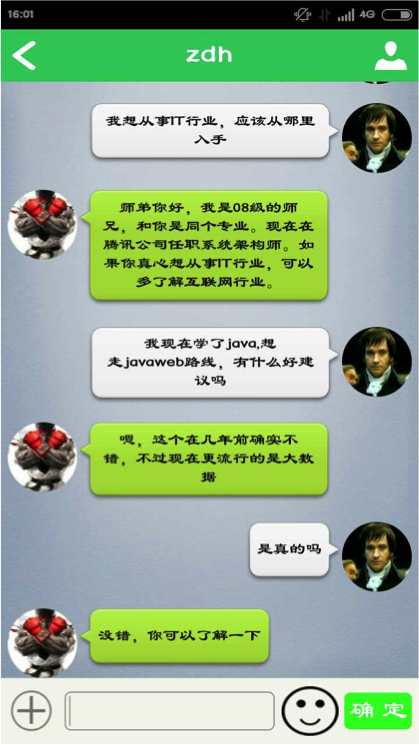 16:01
4G
zdh
我想从事IT行业，应该从哪里
入手
师弟你好，我是08级的师
兄，和你是同个专业。现在在
腾讯公司任职系统架构师。如
果你真心想从事IT行业，可以
多了解互联网行业。
我现在学了java,想
走javaweb路线，有什么好建
议吗
嗯，这个在几年前确实不
错，不过现在更流行的是大数
据
是真的吗
没错，你可以了解一下
确 定